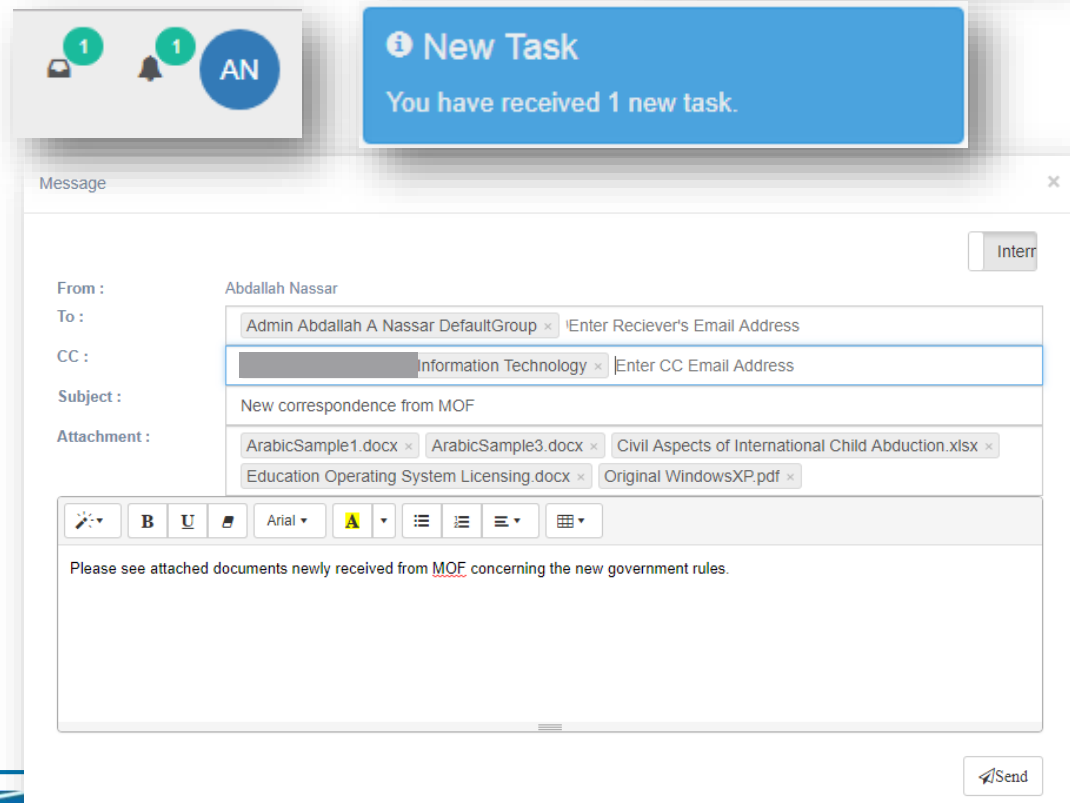 1 1 AN
New Task
You have received 1 new task.
Message ×
Interr
From : Abdallah Nassar
To : Admin Abdallah A Nassar DefaultGroup × Enter Reciever's Email Address
CC : Information Technology × Enter CC Email Address
Subject : New correspondence from MOF
Attachment : ArabicSample1.docx × ArabicSample3.docx × Civil Aspects of International Child Abduction.xlsx ×
Education Operating System Licensing.docx × Original WindowsXP.pdf ×
B U Arial A
Please see attached documents newly received from MOF concerning the new government rules.
Send